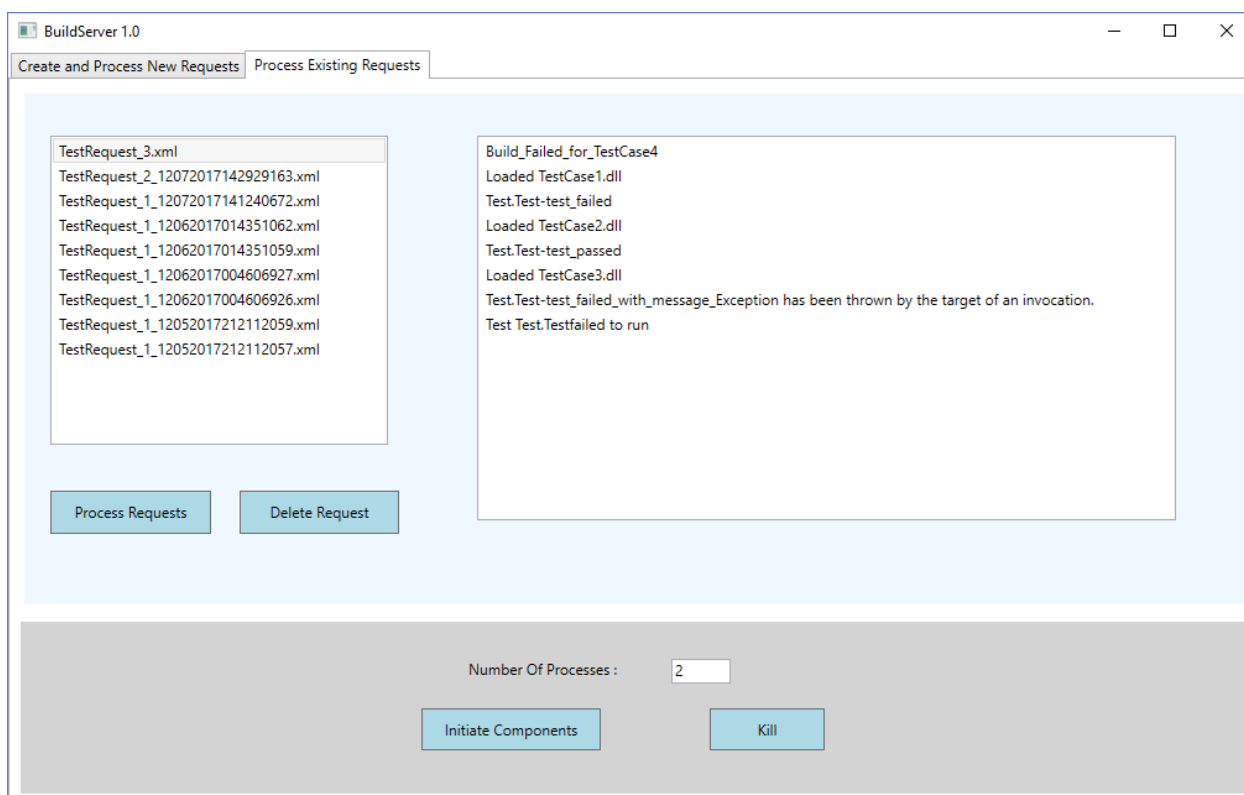 BuildServer 1.0
Create and Process New Requests
Process Existing Requests
TestRequest_3.xml
TestRequest_2_12072017142929163.xml
TestRequest_1_12072017141240672.xml
TestRequest_1_12062017014351062.xml
TestRequest_1_12062017014351059.xml
TestRequest_1_12062017004606927.xml
TestRequest_1_12062017004606926.xml
TestRequest_1_12052017212112059.xml
TestRequest_1_12052017212112057.xml
Build_Failed_for_TestCase4
Loaded TestCase1.dll
Test.Test-test_failed
Loaded TestCase2.dll
Test.Test-test_passed
Loaded TestCase3.dll
Test.Test-test_failed_with_message_Exception has been thrown by the target of an invocation.
Test Test.Testfailed to run
Process Requests
Delete Request
Number Of Processes :
2
Initiate Components
Kill